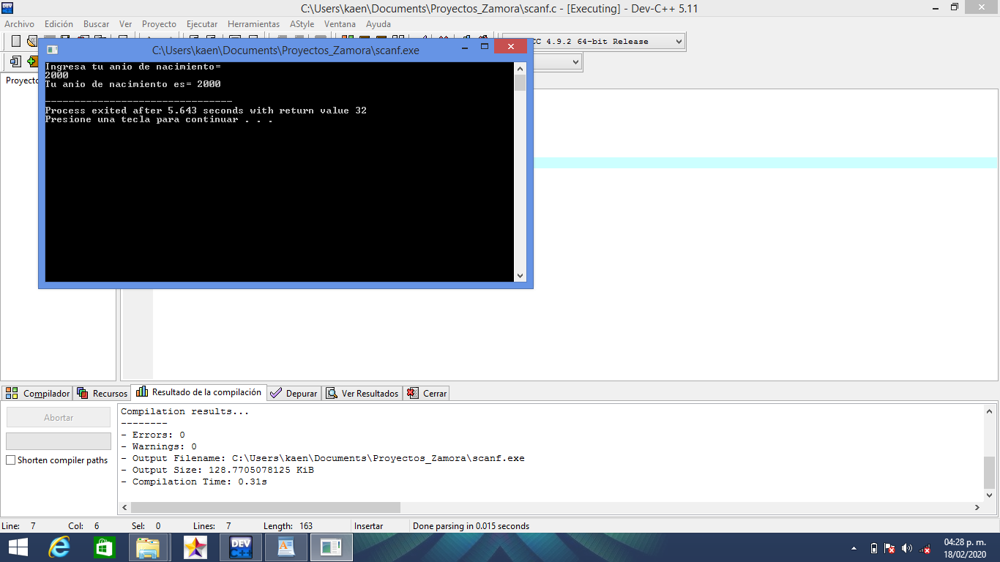 C:\Users\kaen\Documents\Proyectos_Zamora\scanf.c - [Executing] - Dev-C++ 5.11
Archivo Edición Buscar Ver Proyecto Ejecutar Herramientas AStyle Ventana Ayuda
CC 4.9.2 64-bit Release
C:\Users\kaen\Documents\Proyectos_Zamora\scanf.exe
Proyecto
Ingresa tu anio de nacimiento=
2000
Tu anio de nacimiento es= 2000
--------------------------------
Process exited after 5.643 seconds with return value 32
Presione una tecla para continuar . . .
Compilador Recursos Resultado de la compilación Depurar Ver Resultados Cerrar
Abortar
Shorten compiler paths
Compilation results...
--------
- Errors: 0
- Warnings: 0
- Output Filename: C:\Users\kaen\Documents\Proyectos_Zamora\scanf.exe
- Output Size: 128.7705078125 KiB
- Compilation Time: 0.31s
Line: 7 Col: 6 Sel: 0 Lines: 7 Length: 163 Insertar Done parsing in 0.015 seconds
DEV C++
04:28 p. m.
18/02/2020